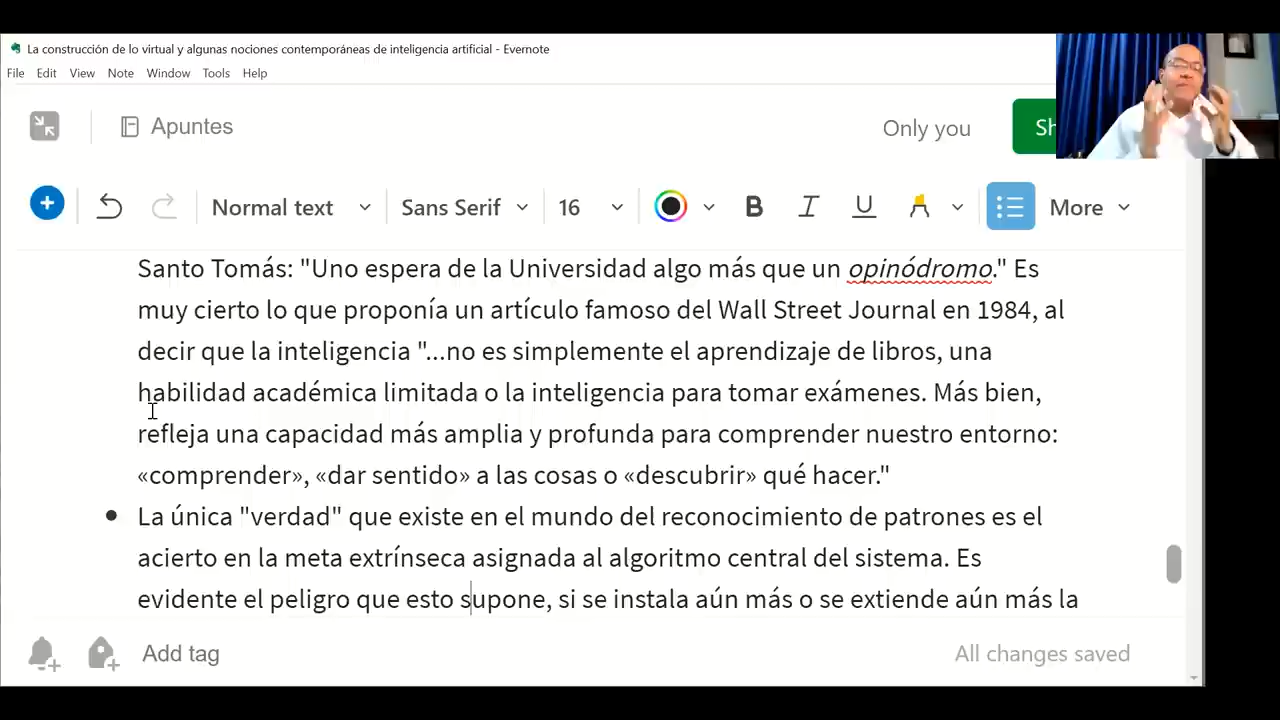 La construcción de lo virtual y algunas nociones contemporáneas de inteligencia artificial - Evernote
File Edit View Note Window Tools Help
Apuntes
Only you
Sh
Normal text
Sans Serif
16
B I U
More
Santo Tomás: "Uno espera de la Universidad algo más que un opinódromo." Es
muy cierto lo que proponía un artículo famoso del Wall Street Journal en 1984, al
decir que la inteligencia "...no es simplemente el aprendizaje de libros, una
habilidad académica limitada o la inteligencia para tomar exámenes. Más bien,
refleja una capacidad más amplia y profunda para comprender nuestro entorno:
«comprender», «dar sentido» a las cosas o «descubrir» qué hacer."
La única "verdad" que existe en el mundo del reconocimiento de patrones es el
acierto en la meta extrínseca asignada al algoritmo central del sistema. Es
evidente el peligro que esto supone, si se instala aún más o se extiende aún más la
Add tag
All changes saved